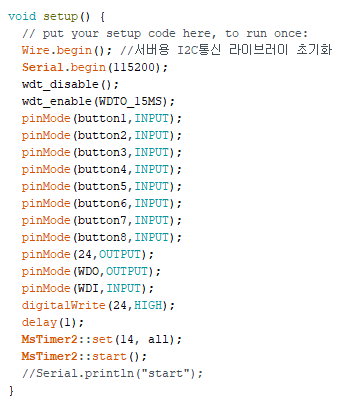 void setup() {
  // put your setup code here, to run once:
  Wire.begin(); //서버용 I2C통신 라이브러이 초기화
  Serial.begin(115200);
  wdt_disable();
  wdt_enable(WDTO_15MS);
  pinMode(button1,INPUT);
  pinMode(button2,INPUT);
  pinMode(button3,INPUT);
  pinMode(button4,INPUT);
  pinMode(button5,INPUT);
  pinMode(button6,INPUT);
  pinMode(button7,INPUT);
  pinMode(button8,INPUT);
  pinMode(24,OUTPUT);
  pinMode(WDO,OUTPUT);
  pinMode(WDI,INPUT);
  digitalWrite(24,HIGH);
  delay(1);
  MsTimer2::set(14, all);
  MsTimer2::start();
  //Serial.println("start");
}